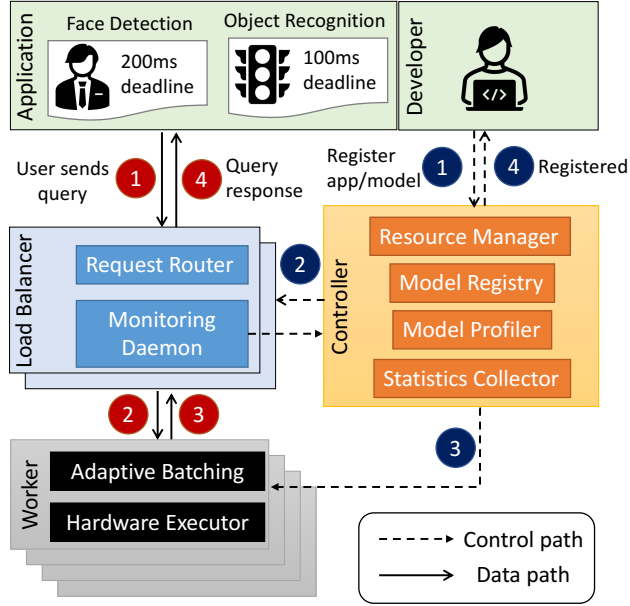 Application
Face Detection
200ms
deadline
Object Recognition
100ms
deadline
Developer
</>
User sends
query
1
4
Query
response
Register
app/model
1
4
Registered
Load Balancer
Request Router
Monitoring
Daemon
2
Controller
Resource Manager
Model Registry
Model Profiler
Statistics Collector
2
3
3
Worker
Adaptive Batching
Hardware Executor
Control path
Data path